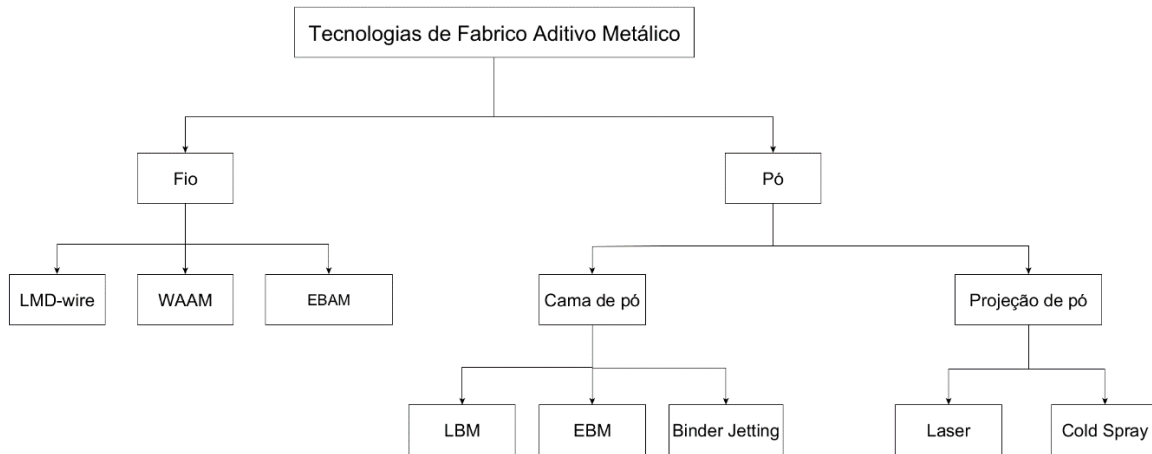 Tecnologias de Fabrico Aditivo Metálico
Fio
Pó
LMD-wire
WAAM
EBAM
Cama de pó
Projeção de pó
LBM
EBM
Binder Jetting
Laser
Cold Spray